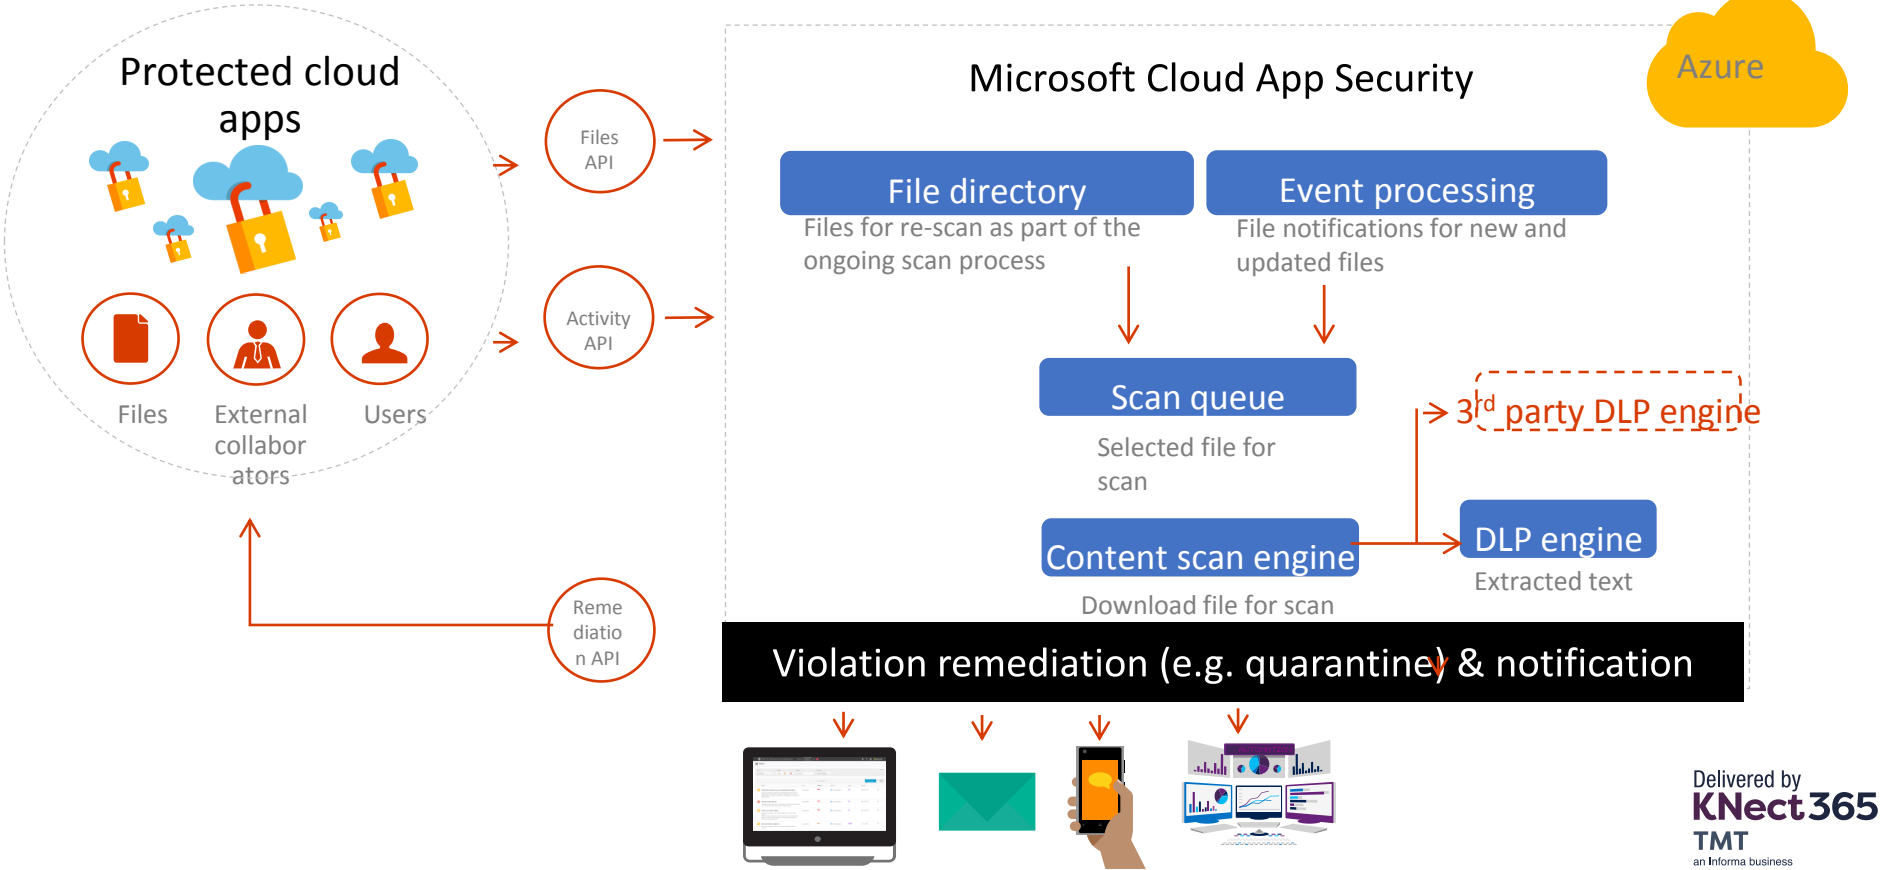 Protected cloud
apps
Files
External
collabor
ators
Users
Files
API
Activity
API
Reme
diatio
n API
Microsoft Cloud App Security
Azure
File directory
Files for re-scan as part of the
ongoing scan process
Event processing
File notifications for new and
updated files
Scan queue
Selected file for
scan
3rd party DLP engine
Content scan engine
Download file for scan
DLP engine
Extracted text
Violation remediation (e.g. quarantine) & notification
Delivered by
KNect365
TMT
an Informa business